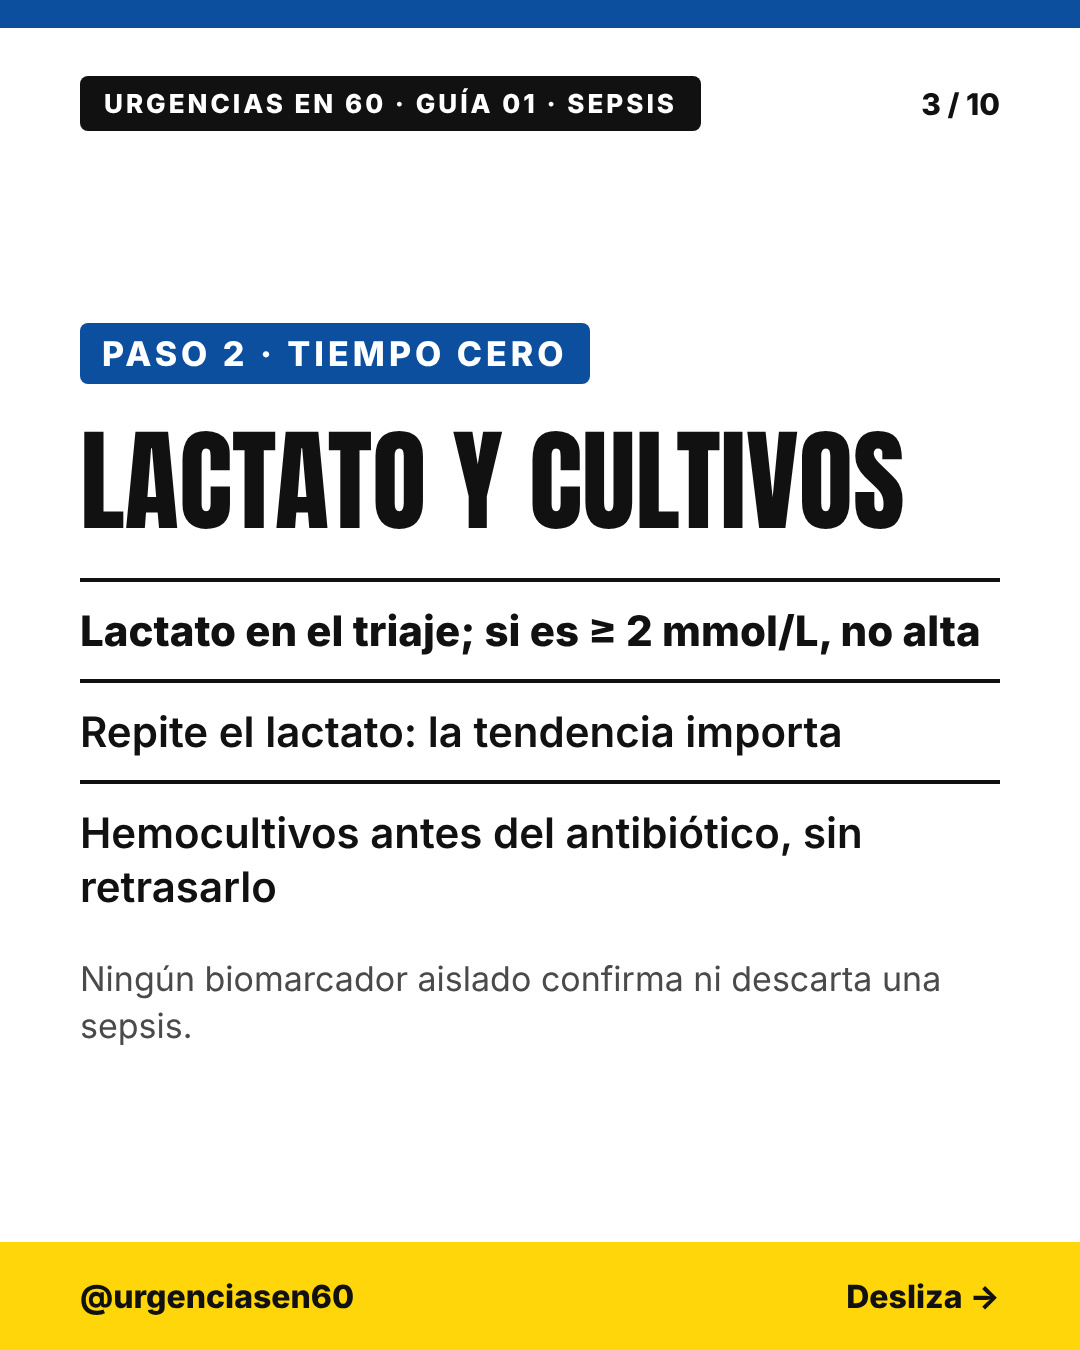 URGENCIAS EN 60 · GUÍA 01 · SEPSIS
3 / 10
PASO 2 · TIEMPO CERO
LACTATO Y CULTIVOS
Lactato en el triaje; si es ≥ 2 mmol/L, no alta
Repite el lactato: la tendencia importa
Hemocultivos antes del antibiótico, sin
retrasarlo
Ningún biomarcador aislado confirma ni descarta una
sepsis.
@urgenciasen60
Desliza →